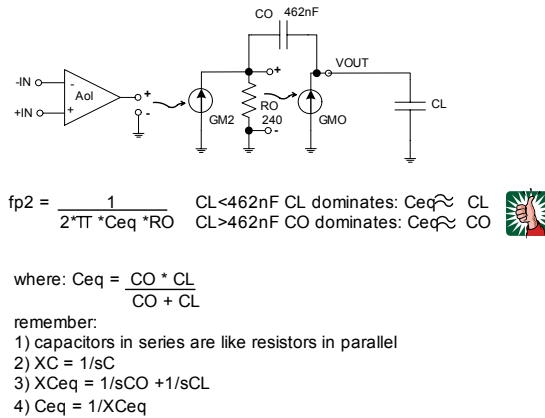 CO 462nF
VOUT
-IN
- Aol
+IN
+
+
-
GM2
+
RO
240
-
GMO
CL
fp2 = 1
2*TT *Ceq *RO
CL<462nF CL dominates: Ceq≈ CL
CL>462nF CO dominates: Ceq≈ CO
where: Ceq = CO * CL
CO + CL
remember:
1) capacitors in series are like resistors in parallel
2) XC = 1/sC
3) XCeq = 1/sCO +1/sCL
4) Ceq = 1/XCeq